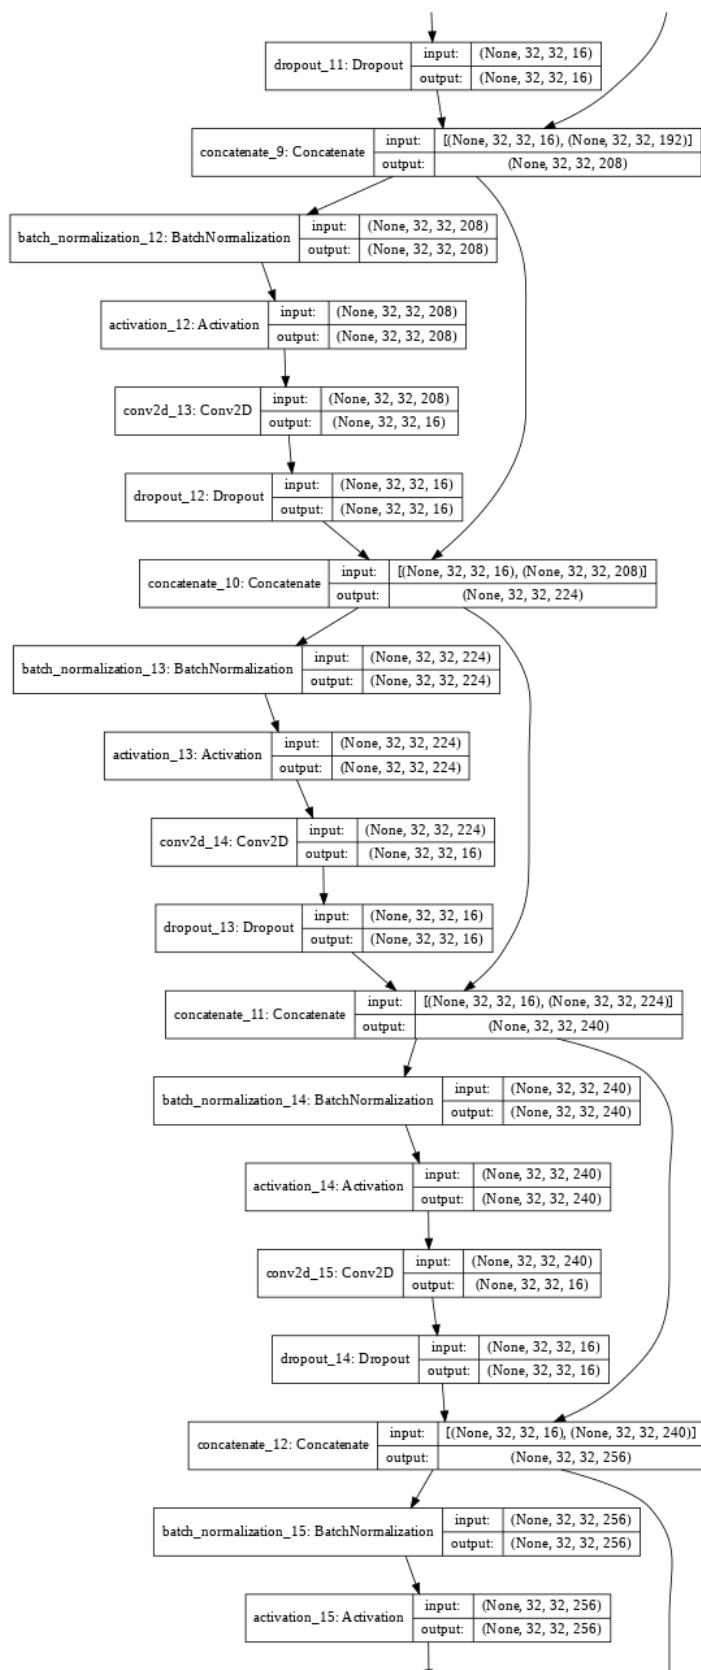 dropout_11: Dropout input: (None, 32, 32, 16)
output: (None, 32, 32, 16)
concatenate_9: Concatenate input: [(None, 32, 32, 16), (None, 32, 32, 192)]
output: (None, 32, 32, 208)
batch_normalization_12: BatchNormalization input: (None, 32, 32, 208)
output: (None, 32, 32, 208)
activation_12: Activation input: (None, 32, 32, 208)
output: (None, 32, 32, 208)
conv2d_13: Conv2D input: (None, 32, 32, 208)
output: (None, 32, 32, 16)
dropout_12: Dropout input: (None, 32, 32, 16)
output: (None, 32, 32, 16)
concatenate_10: Concatenate input: [(None, 32, 32, 16), (None, 32, 32, 208)]
output: (None, 32, 32, 224)
batch_normalization_13: BatchNormalization input: (None, 32, 32, 224)
output: (None, 32, 32, 224)
activation_13: Activation input: (None, 32, 32, 224)
output: (None, 32, 32, 224)
conv2d_14: Conv2D input: (None, 32, 32, 224)
output: (None, 32, 32, 16)
dropout_13: Dropout input: (None, 32, 32, 16)
output: (None, 32, 32, 16)
concatenate_11: Concatenate input: [(None, 32, 32, 16), (None, 32, 32, 224)]
output: (None, 32, 32, 240)
batch_normalization_14: BatchNormalization input: (None, 32, 32, 240)
output: (None, 32, 32, 240)
activation_14: Activation input: (None, 32, 32, 240)
output: (None, 32, 32, 240)
conv2d_15: Conv2D input: (None, 32, 32, 240)
output: (None, 32, 32, 16)
dropout_14: Dropout input: (None, 32, 32, 16)
output: (None, 32, 32, 16)
concatenate_12: Concatenate input: [(None, 32, 32, 16), (None, 32, 32, 240)]
output: (None, 32, 32, 256)
batch_normalization_15: BatchNormalization input: (None, 32, 32, 256)
output: (None, 32, 32, 256)
activation_15: Activation input: (None, 32, 32, 256)
output: (None, 32, 32, 256)